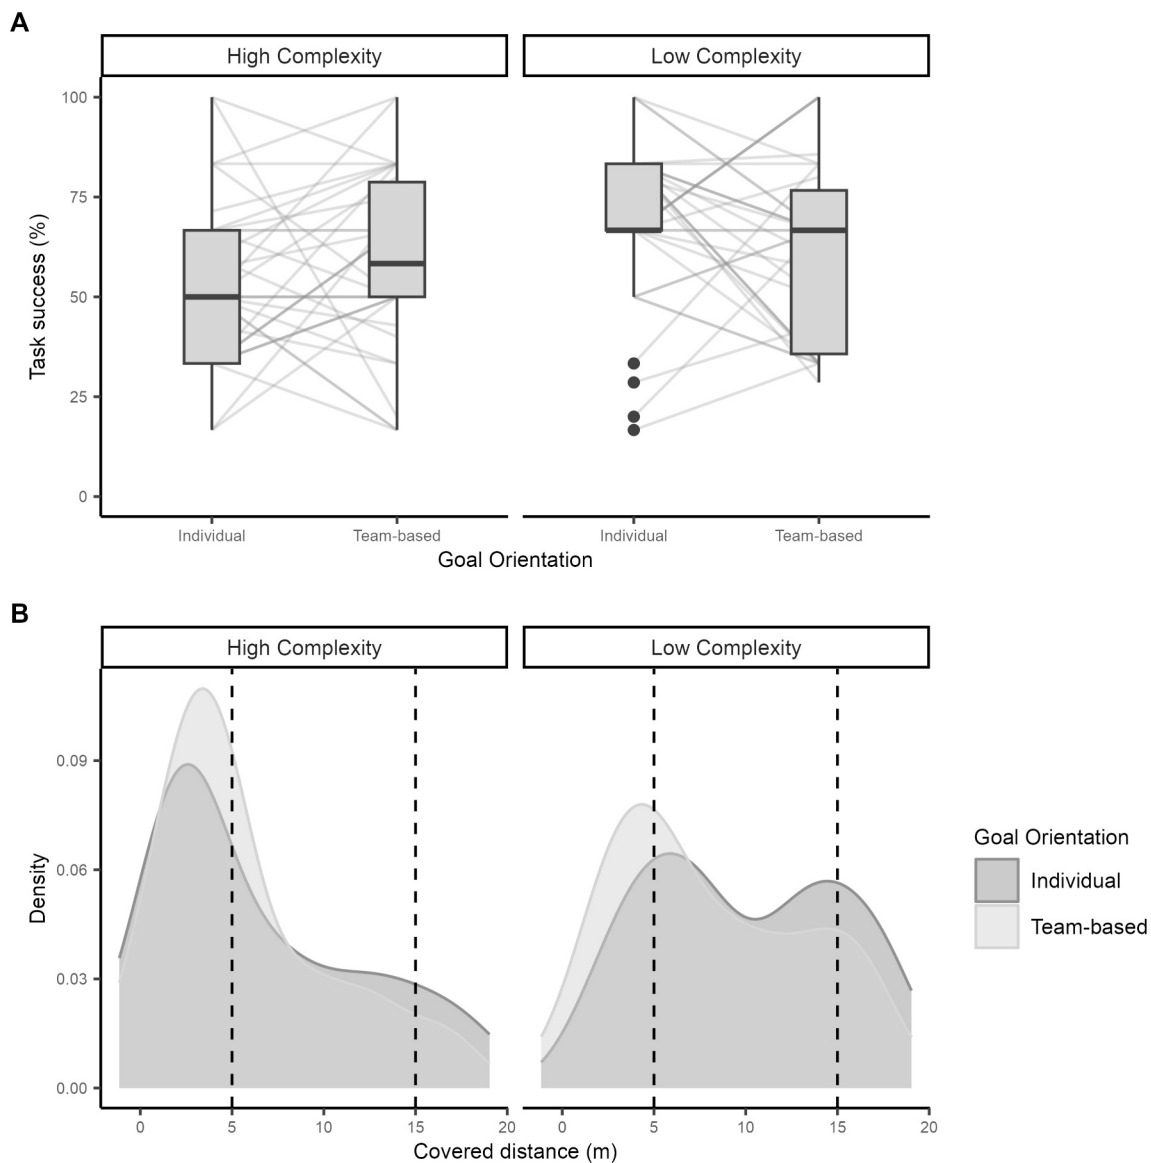 A
High Complexity
Low Complexity
Task success (%)
100
75
50
25
0
Individual
Team-based
Individual
Team-based
Goal Orientation
B
High Complexity
Low Complexity
Density
0.09
0.06
0.03
0.00
0 5 10 15 20
0 5 10 15 20
Covered distance (m)
Goal Orientation
Individual
Team-based